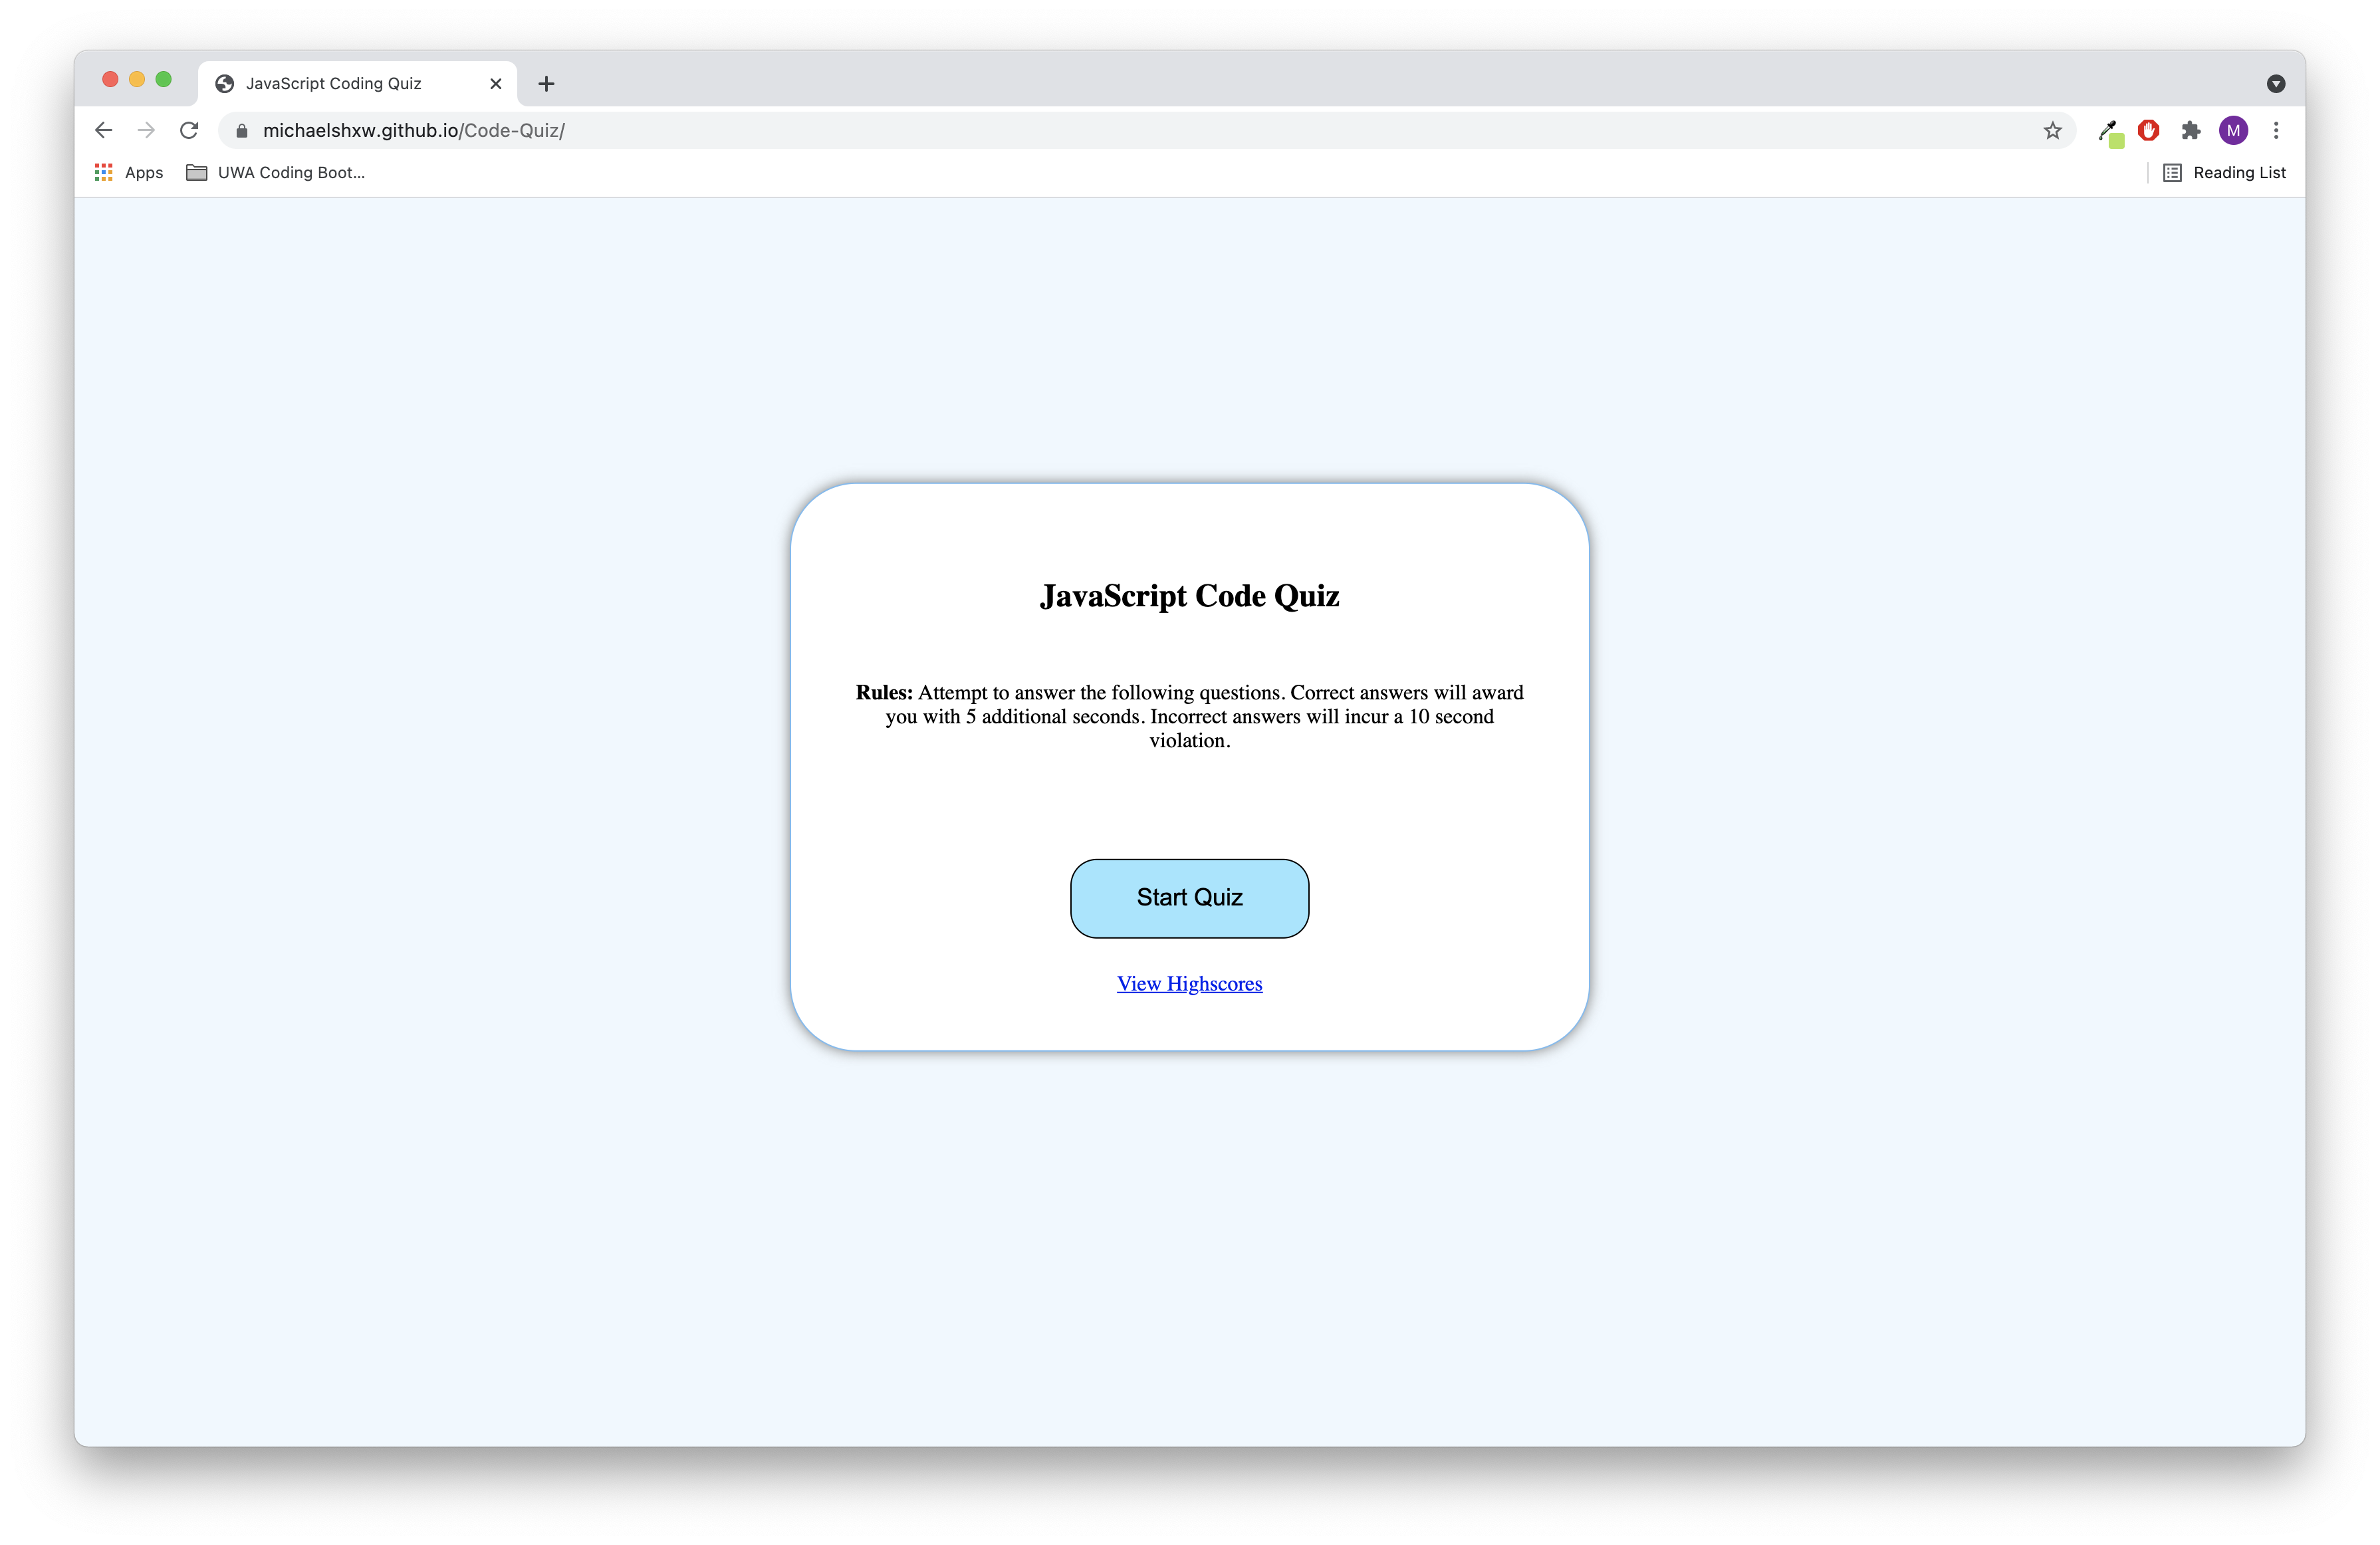 JavaScript Coding Quiz
michaelshxw.github.io/Code-Quiz/
M
Apps
UWA Coding Boot...
Reading List
JavaScript Code Quiz
Rules: Attempt to answer the following questions. Correct answers will award
you with 5 additional seconds. Incorrect answers will incur a 10 second
violation.
Start Quiz
View Highscores